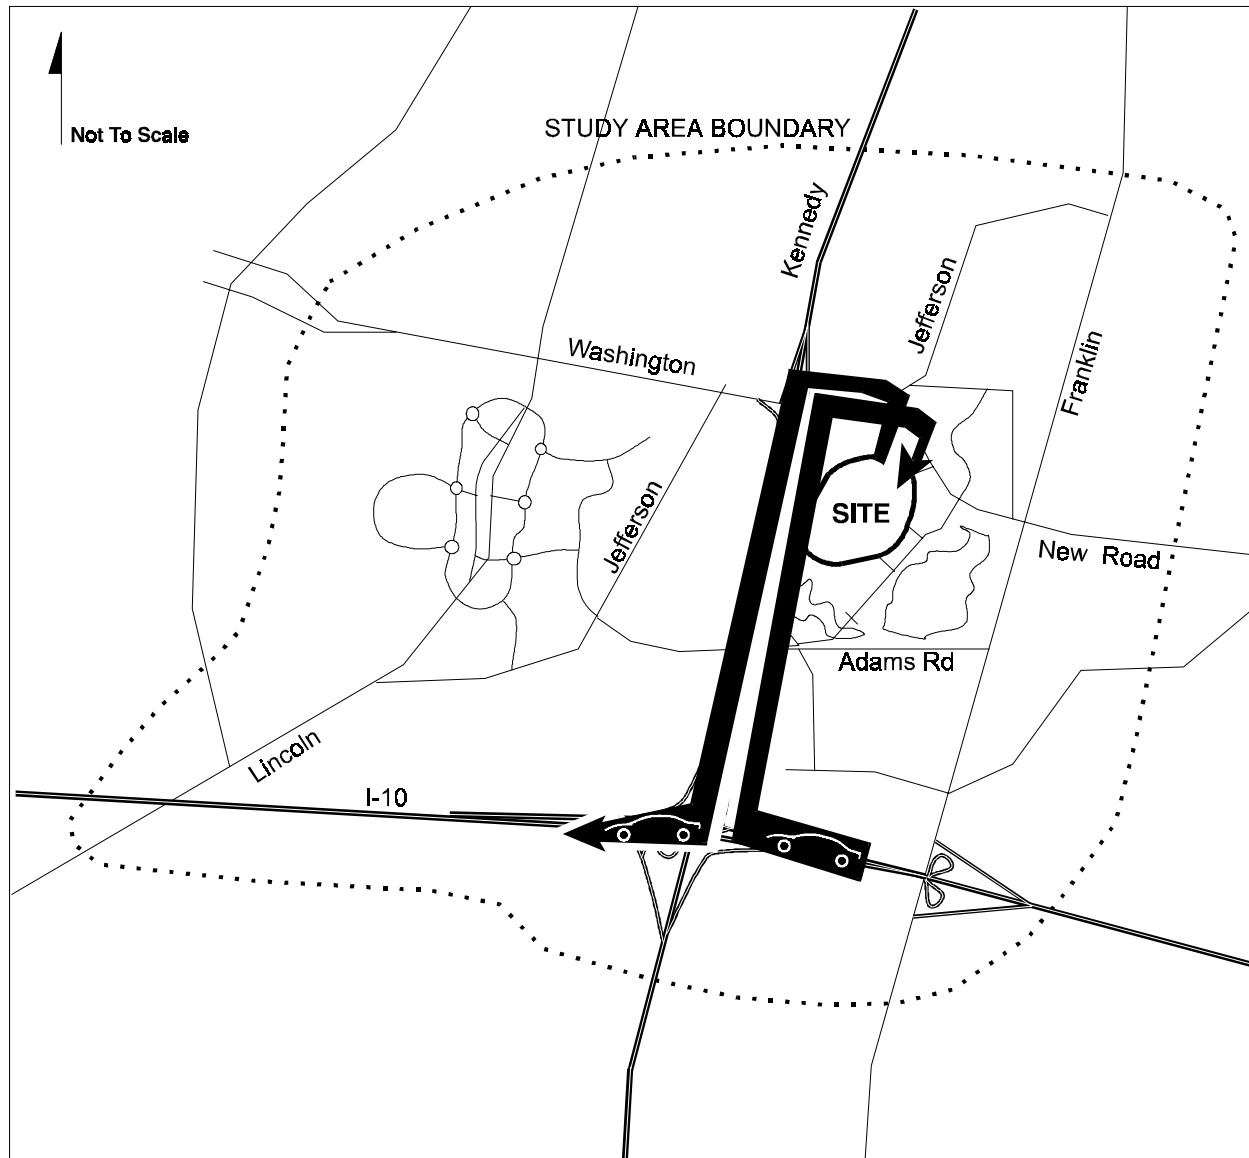 Not To Scale
STUDY AREA BOUNDARY
Kennedy
Jefferson
Washington
Franklin
Jefferson
SITE
New Road
Adams Rd
Lincoln
I-10